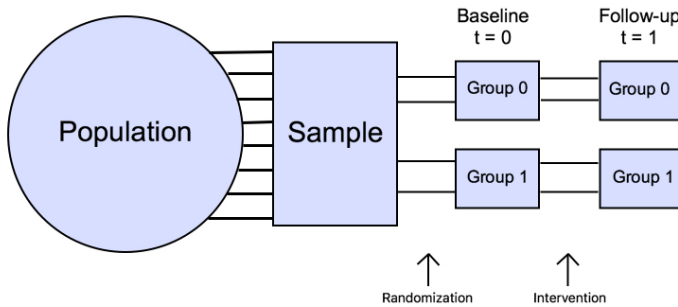 Baseline
t = 0
Follow-up
t = 1
Population
Sample
Group 0
Group 0
Group 1
Group 1
Randomization
Intervention